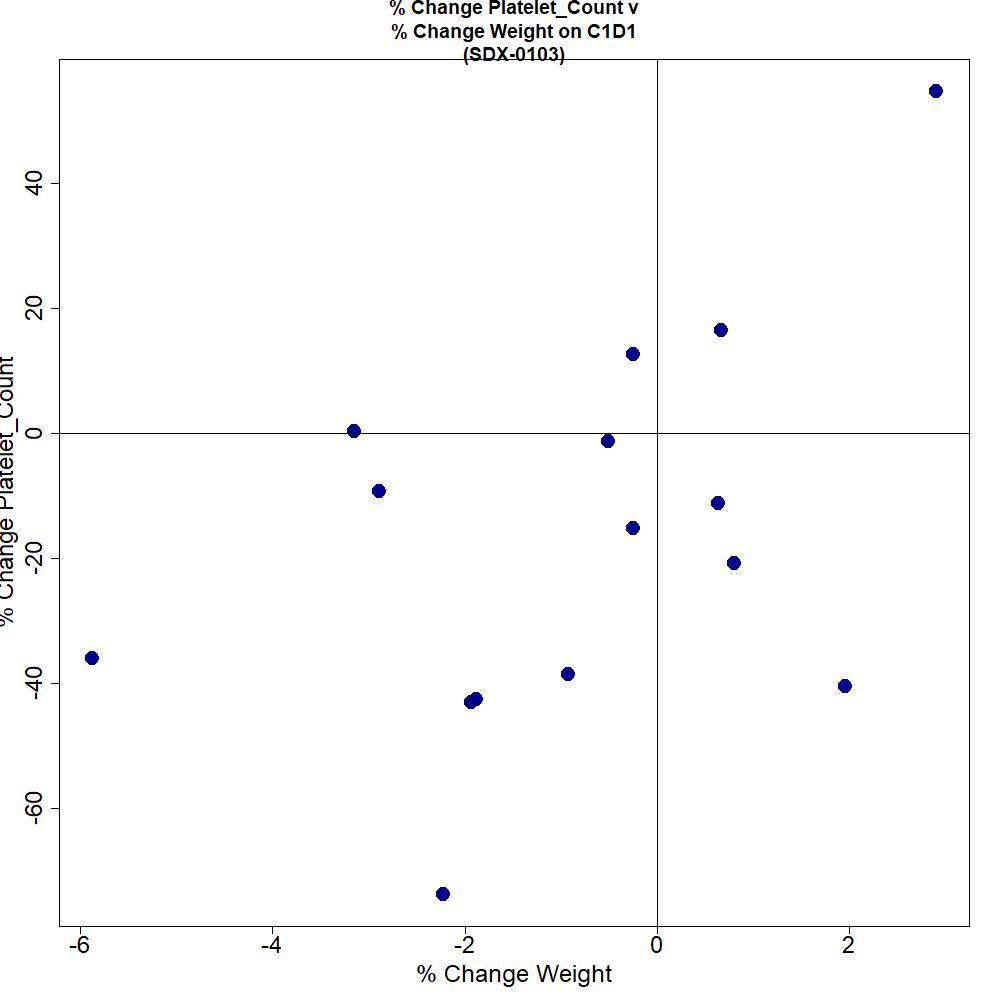 % Change Platelet_Count v
% Change Weight on C1D1
(SDX-0103)
40
20
0
-20
-40
-60
% Change Platelet_Count
-6
-4
-2
0
2
% Change Weight